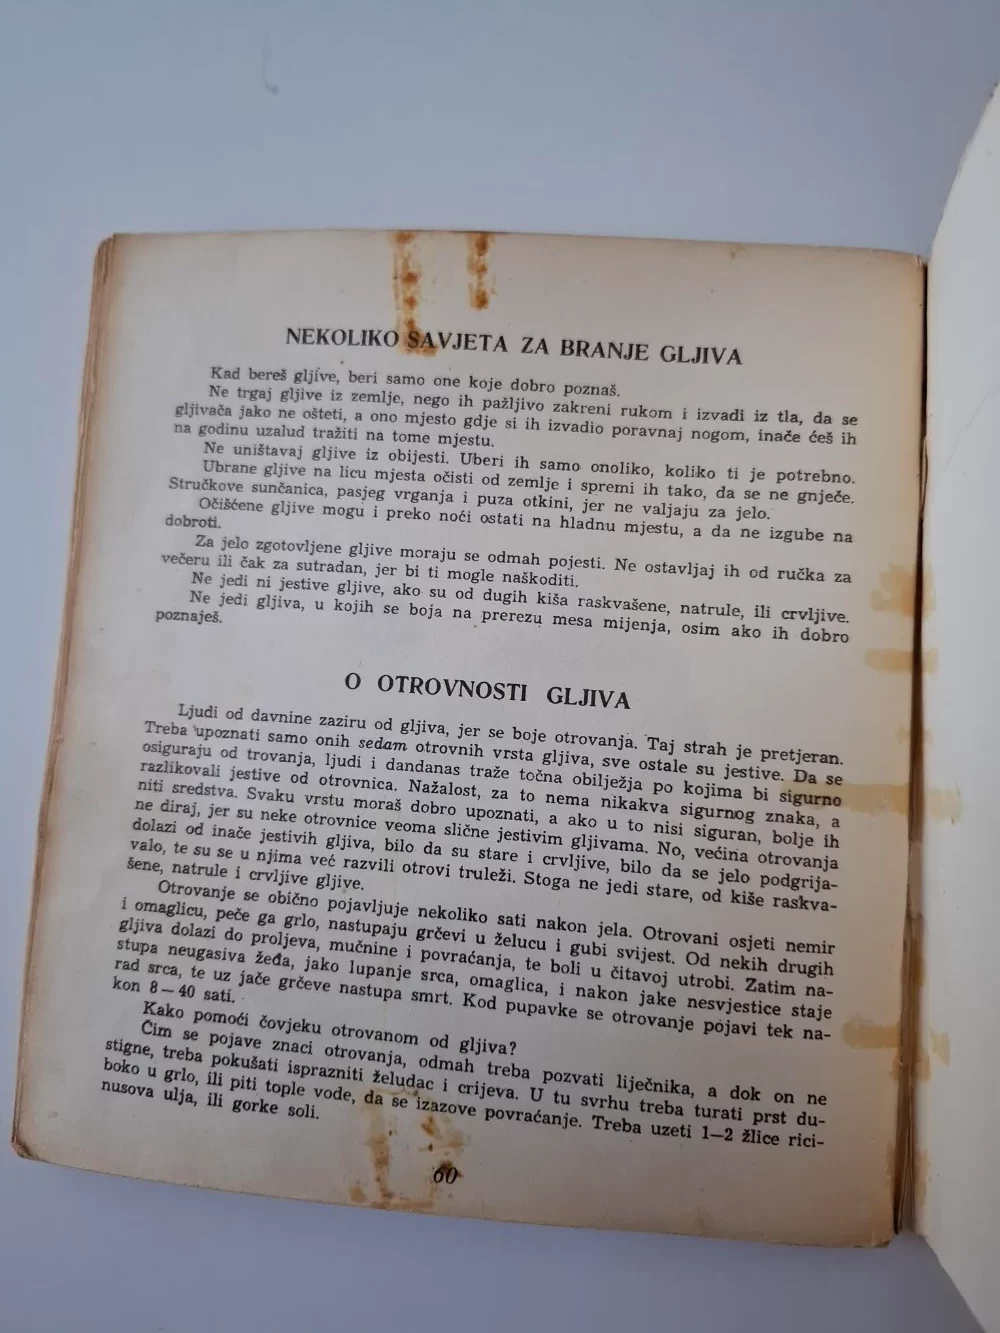 NEKOLIKO SAVJETA ZA BRANJE GLJIVA
Kad bereš gljive, beri samo one koje dobro poznaš.
Ne trgaj gljive iz zemlje, nego ih pažljivo zakreni rukom i izvadi iz tla, da se
gljivača jako ne ošteti, a ono mjesto gdje si ih izvadio poravnaj nogom, inače ćeš ih
na godinu uzalud tražiti na tome mjestu.
Ne uništavaj gljive iz obijesti. Uberi ih samo onoliko, koliko ti je potrebno.
Ubrane gljive na licu mjesta očisti od zemlje i spremi ih tako, da se ne gnječe.
Stručkove sunčanica, pasjeg vrganja i puza otkini, jer ne valjaju za jelo.
Očišćene gljive mogu i preko noći ostati na hladnu mjestu, a da ne izgube na
dobroti.
Za jelo zgotovljene gljive moraju se odmah pojesti. Ne ostavljaj ih od ručka za
večeru ili čak za sutradan, jer bi ti mogle naškoditi.
Ne jedi ni jestive gljive, ako su od dugih kiša raskvašene, natrule, ili crvljive.
Ne jedi gljiva, u kojih se boja na prerezu mesa mijenja, osim ako ih dobro
poznaješ.
O OTROVNOSTI GLJIVA
Ljudi od davnine zaziru od gljiva, jer se boje otrovanja. Taj strah je pretjeran.
Treba upoznati samo onih sedam otrovnih vrsta gljiva, sve ostale su jestive. Da se
osiguraju od trovanja, ljudi i dandanas traže točna obilježja po kojima bi sigurno
razlikovali jestive od otrovnica. Nažalost, za to nema nikakva sigurnog znaka, a
niti sredstva. Svaku vrstu moraš dobro upoznati, a ako u to nisi siguran, bolje ih
ne diraj, jer su neke otrovnice veoma slične jestivim gljivama. No, većina otrovanja
dolazi od inače jestivih gljiva, bilo da su stare i crvljive, bilo da se jelo podgrija-
valo, te su se u njima već razvili otrovi truleži. Stoga ne jedi stare, od kiše raskva-
šene, natrule i crvljive gljive.
Otrovanje se obično pojavljuje nekoliko sati nakon jela. Otrovani osjeti nemir
i omaglicu, peče ga grlo, nastupaju grčevi u želucu i gubi svijest. Od nekih drugih
gljiva dolazi do proljeva, mučnine i povraćanja, te boli u čitavoj utrobi. Zatim na-
stupa neugasiva žeđa, jako lupanje srca, omaglica, i nakon jake nesvjestice staje
rad srca, te uz jače grčeve nastupa smrt. Kod pupavke se otrovanje pojavi tek na-
kon 8—40 sati.
Kako pomoći čovjeku otrovanom od gljiva?
Čim se pojave znaci otrovanja, odmah treba pozvati liječnika, a dok on ne
stigne, treba pokušati isprazniti želudac i crijeva. U tu svrhu treba turati prst du-
boko u grlo, ili piti tople vode, da se izazove povraćanje. Treba uzeti 1—2 žlice rici-
nusova ulja, ili gorke soli.
60